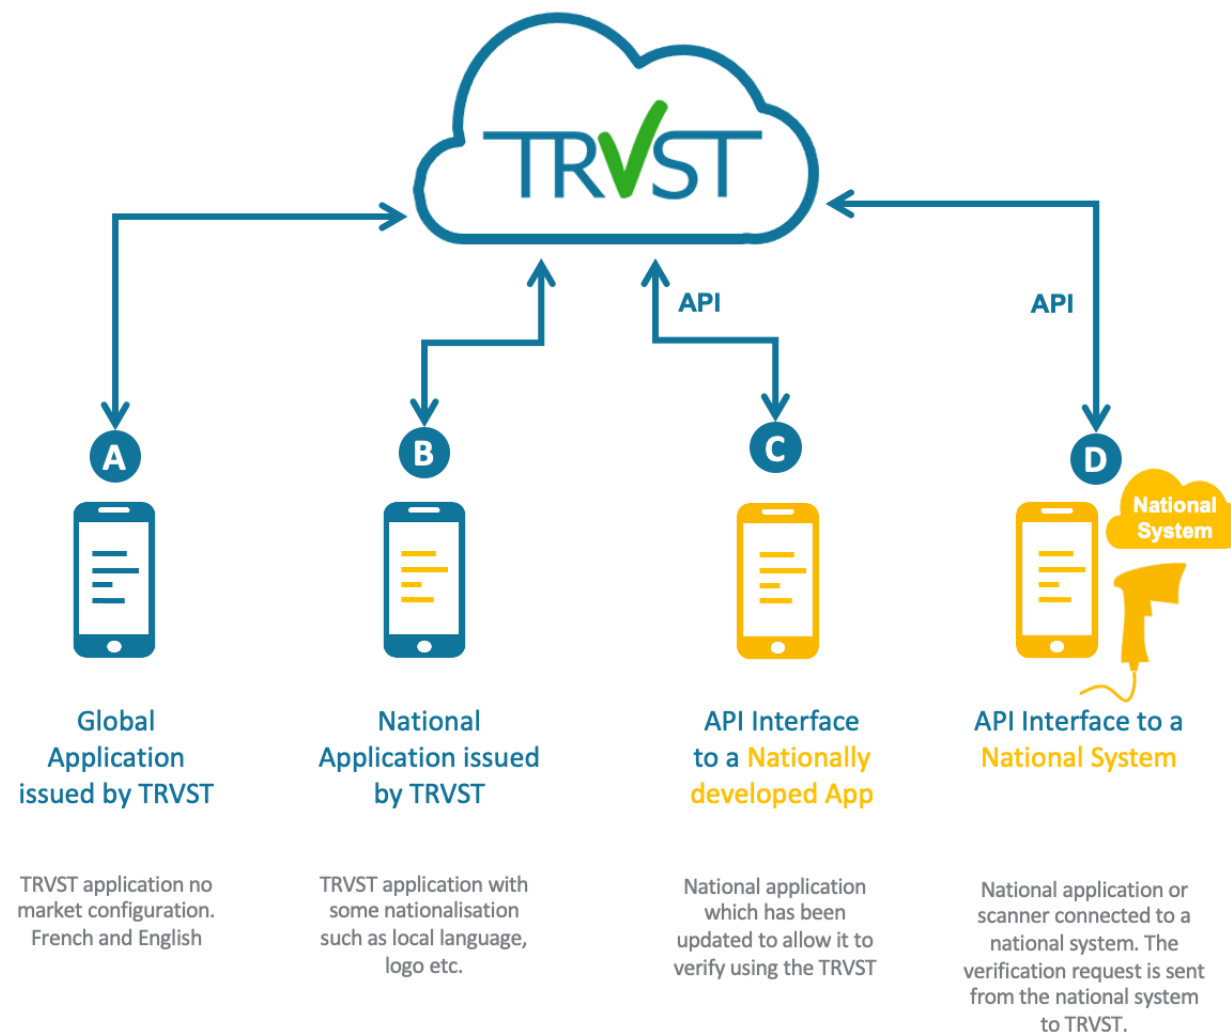 TRVST
API
API
A
B
C
D
National
System
Global
Application
issued by TRVST
National
Application issued
by TRVST
API Interface
to a Nationally
developed App
API Interface to a
National System
TRVST application no
market configuration.
French and English
TRVST application with
some nationalisation
such as local language,
logo etc.
National application
which has been
updated to allow it to
verify using the TRVST
National application or
scanner connected to a
national system. The
verification request is sent
from the national system
to TRVST.